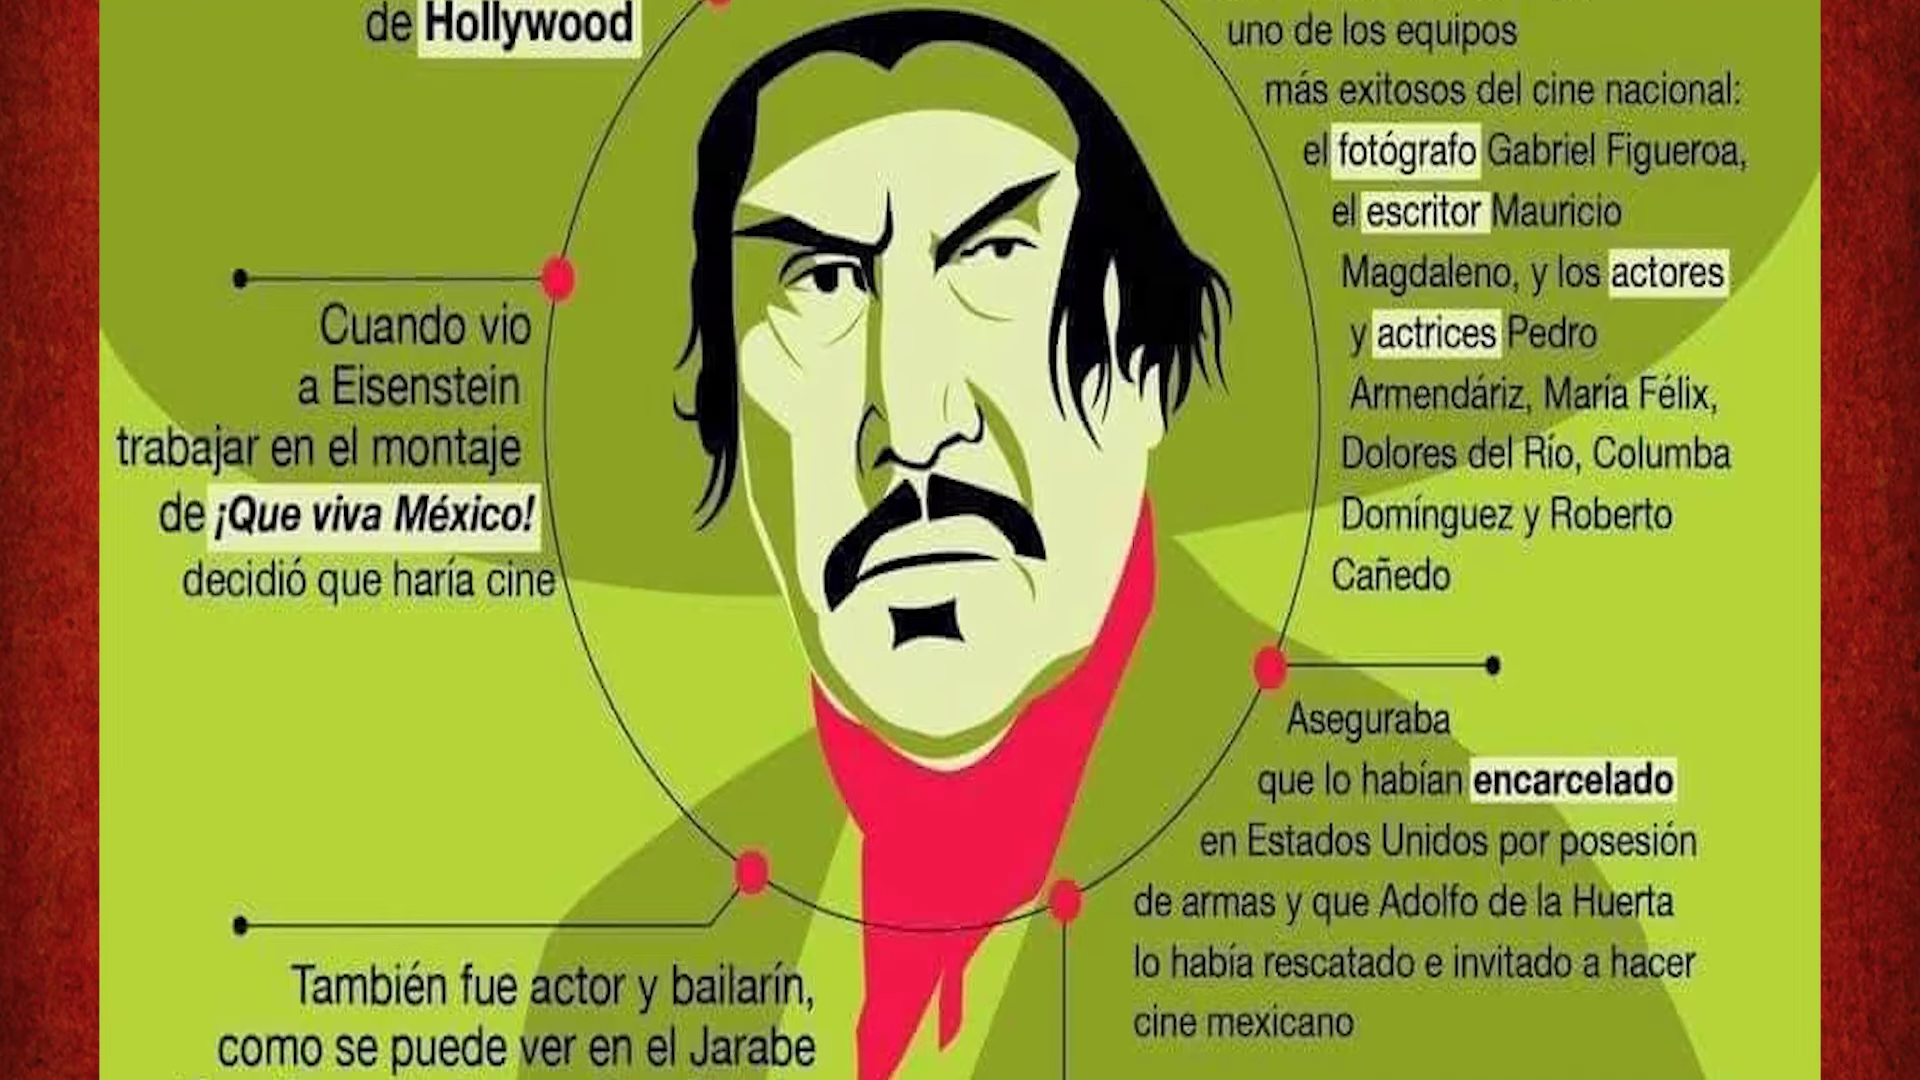 de Hollywood
Cuando vio
a Eisenstein
trabajar en el montaje
de ¡Que viva México!
decidió que haría cine
También fue actor y bailarín,
como se puede ver en el Jarabe
uno de los equipos
más exitosos del cine nacional:
el fotógrafo Gabriel Figueroa,
el escritor Mauricio
Magdaleno, y los actores
y actrices Pedro
Armendáriz, María Félix,
Dolores del Río, Columba
Domínguez y Roberto
Cañedo
Aseguraba
que lo habían encarcelado
en Estados Unidos por posesión
de armas y que Adolfo de la Huerta
lo había rescatado e invitado a hacer
cine mexicano